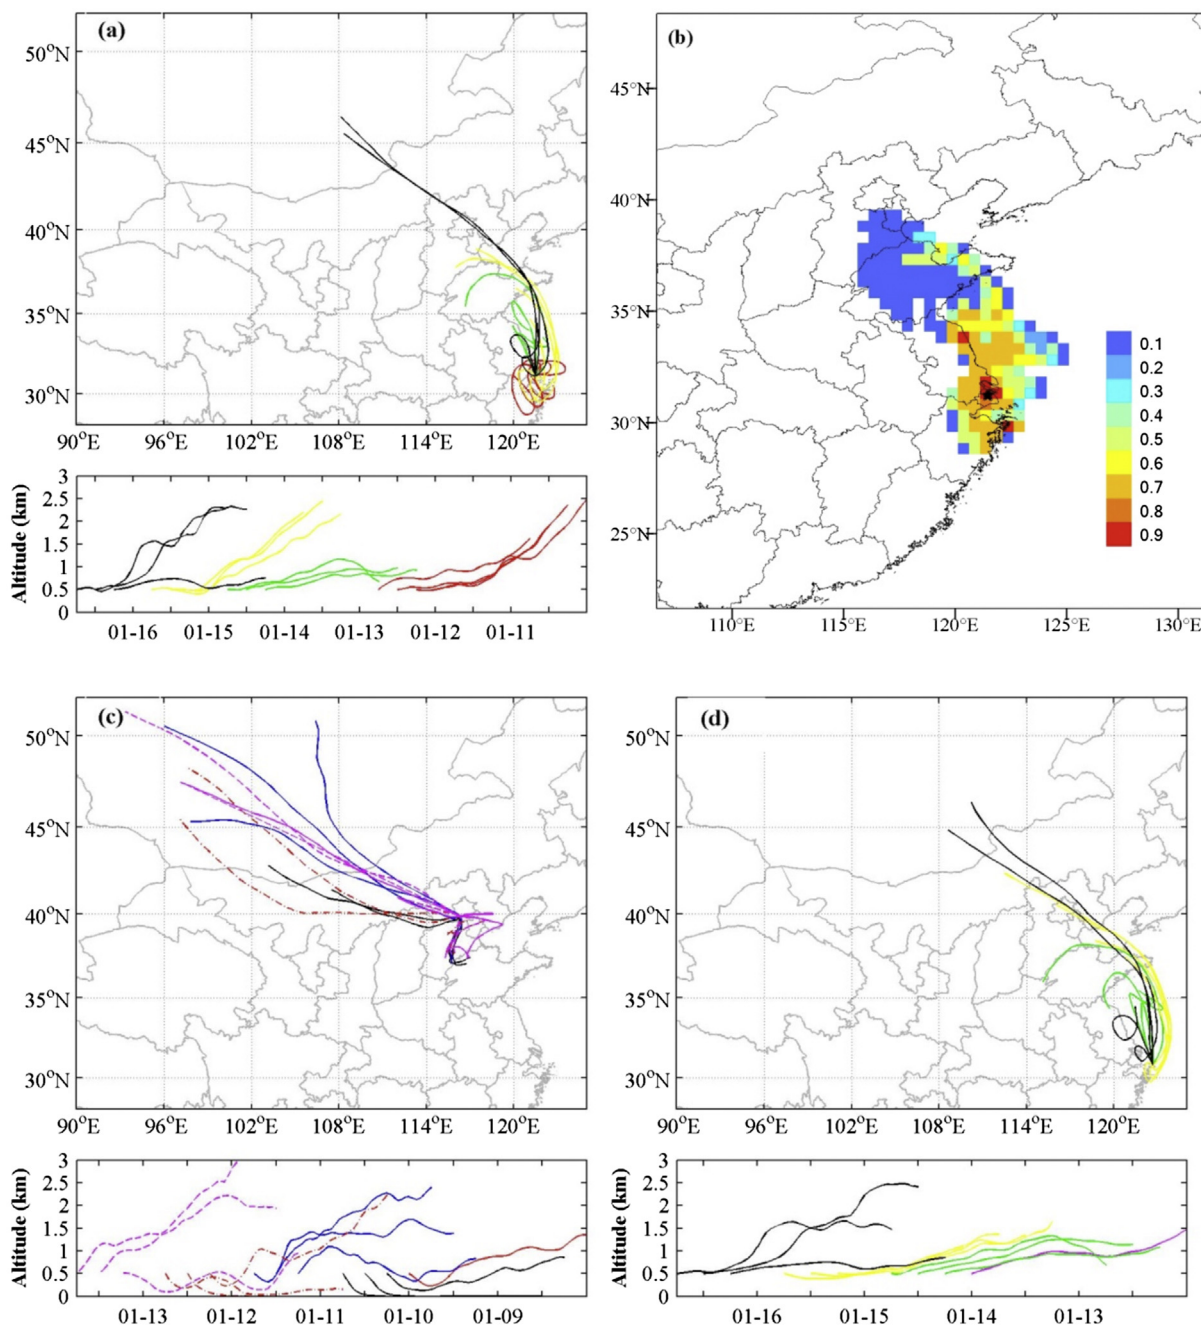 (a)
50°N
45°N
40°N
35°N
30°N
90°E 96°E 102°E 108°E 114°E 120°E
Altitude (km)
3
2.5
2
1.5
1
0.5
0
01-16 01-15 01-14 01-13 01-12 01-11
(b)
45°N
40°N
35°N
30°N
25°N
0.1
0.2
0.3
0.4
0.5
0.6
0.7
0.8
0.9
110°E 115°E 120°E 125°E 130°E
(c)
50°N
45°N
40°N
35°N
30°N
90°E 96°E 102°E 108°E 114°E 120°E
Altitude (km)
3
2.5
2
1.5
1
0.5
0
01-13 01-12 01-11 01-10 01-09
(d)
50°N
45°N
40°N
35°N
30°N
90°E 96°E 102°E 108°E 114°E 120°E
Altitude (km)
3
2.5
2
1.5
1
0.5
0
01-16 01-15 01-14 01-13